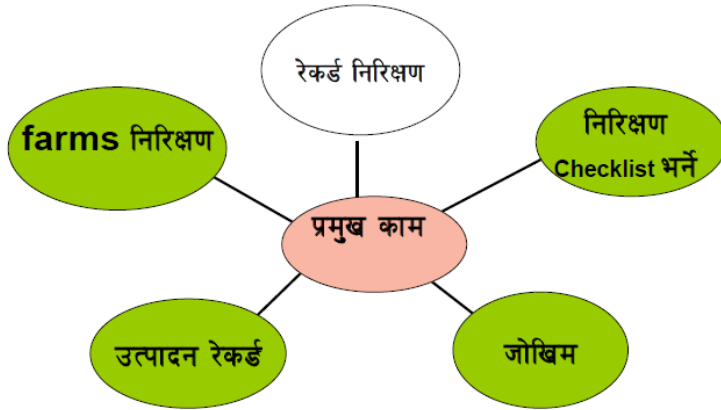 रेकर्ड निरिक्षण
farms निरिक्षण
निरिक्षण
Checklist भर्ने
प्रमुख काम
उत्पादन रेकर्ड
जोखिम